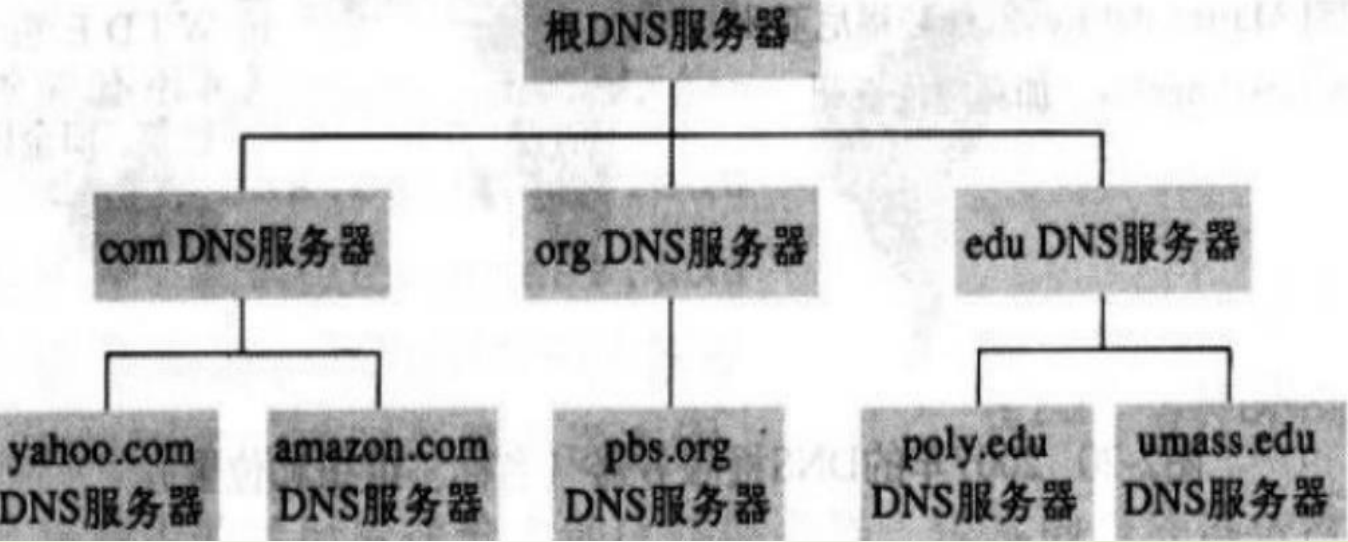 根DNS服务器
com DNS服务器
org DNS服务器
edu DNS服务器
yahoo.com
DNS服务器
amazon.com
DNS服务器
pbs.org
DNS服务器
poly.edu
DNS服务器
umass.edu
DNS服务器